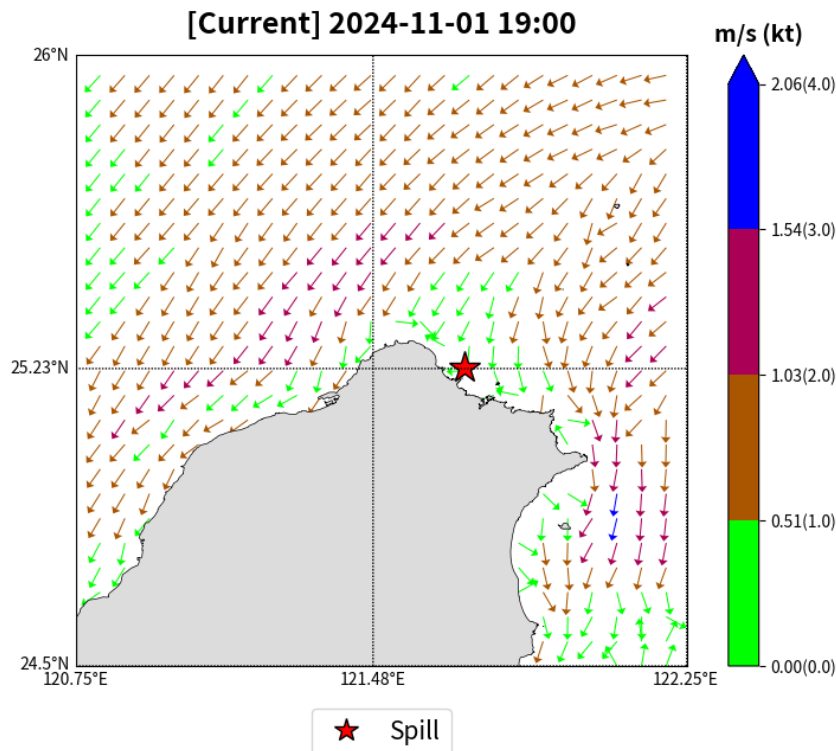 [Current] 2024-11-01 19:00
m/s (kt)
26°N
2.06(4.0)
1.54(3.0)
25.23°N
1.03(2.0)
0.51(1.0)
24.5°N
0.00(0.0)
120.75°E
121.48°E
122.25°E
Spill